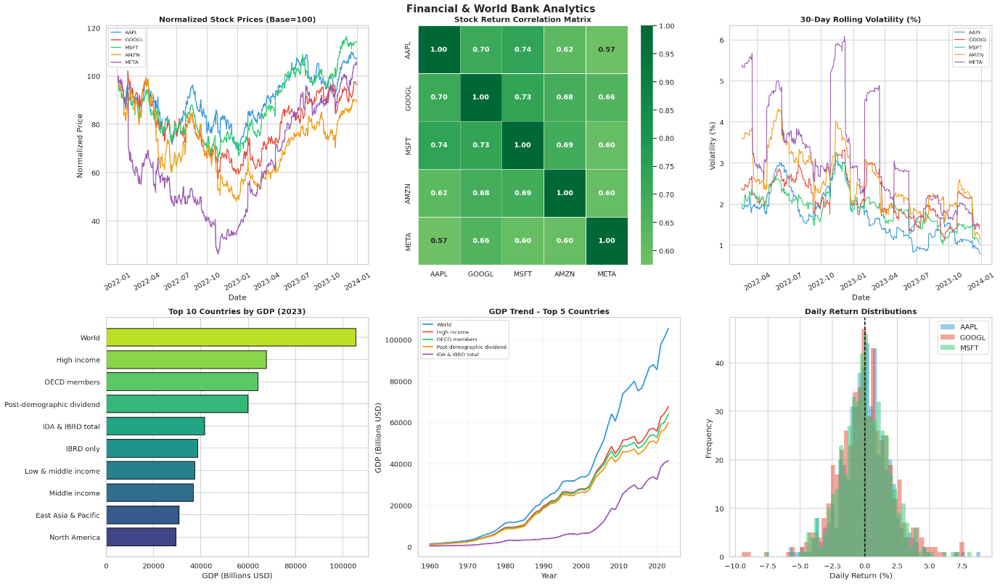 Financial & World Bank Analytics
Normalized Stock Prices (Base=100)
120
100
80
60
40
Normalized Price
AAPL
GOOGL
MSFT
AMZN
META
2022-01
2022-04
2022-07
2022-10
2023-01
2023-04
2023-07
2023-10
2024-01
Date
Stock Return Correlation Matrix
AAPL
1.00 0.70 0.74 0.62 0.57
GOOGL
0.70 1.00 0.73 0.68 0.66
MSFT
0.74 0.73 1.00 0.69 0.60
AMZN
0.62 0.68 0.69 1.00 0.60
META
0.57 0.66 0.60 0.60 1.00
AAPL GOOGL MSFT AMZN META
1.00
0.95
0.90
0.85
0.80
0.75
0.70
0.65
0.60
30-Day Rolling Volatility (%)
6
5
4
3
2
1
Volatility (%)
AAPL
GOOGL
MSFT
AMZN
META
2022-04
2022-07
2022-10
2023-01
2023-04
2023-07
2023-10
2024-01
Date
Top 10 Countries by GDP (2023)
World
High income
OECD members
Post-demographic dividend
IDA & IBRD total
IBRD only
Low & middle income
Middle income
East Asia & Pacific
North America
0 20000 40000 60000 80000 100000
GDP (Billions USD)
GDP Trend - Top 5 Countries
100000
80000
60000
40000
20000
0
GDP (Billions USD)
World
High income
OECD members
Post-demographic dividend
IDA & IBRD total
1960 1970 1980 1990 2000 2010 2020
Year
Daily Return Distributions
40
30
20
10
0
Frequency
AAPL
GOOGL
MSFT
−10.0 −7.5 −5.0 −2.5 0.0 2.5 5.0 7.5
Daily Return (%)